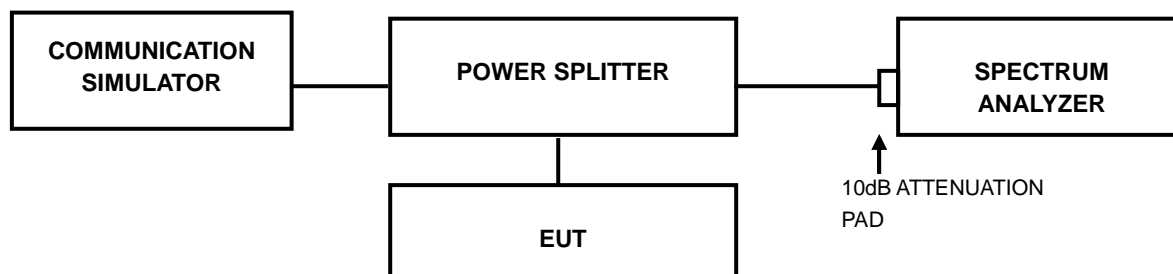 COMMUNICATION
SIMULATOR
POWER SPLITTER
SPECTRUM
ANALYZER
10dB ATTENUATION
PAD
EUT